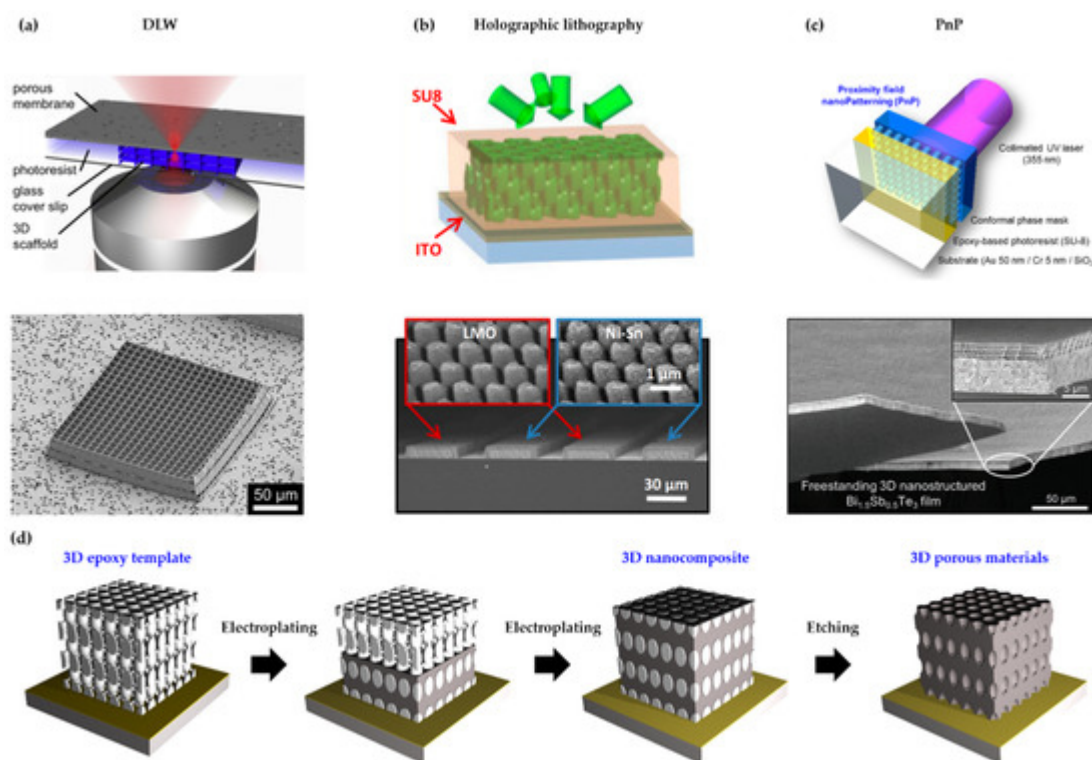 (a) DLW
porous
membrane
photoresist
glass
cover slip
3D
scaffold
50 µm
(b) Holographic lithography
SU8
ITO
LMO
Ni-Sn
1 µm
30 µm
(c) PnP
Proximity field
nanoPatterning (PnP)
Collimated UV laser
(355 nm)
Conformal phase mask
Epoxy-based photoresist (SU-8)
Substrate (Au 50 nm / Cr 5 nm / SiO2
µm
Freestanding 3D nanostructured
Bi1.5Sb0.5Te3 film
50 µm
(d)
3D epoxy template
Electroplating
Electroplating
3D nanocomposite
Etching
3D porous materials